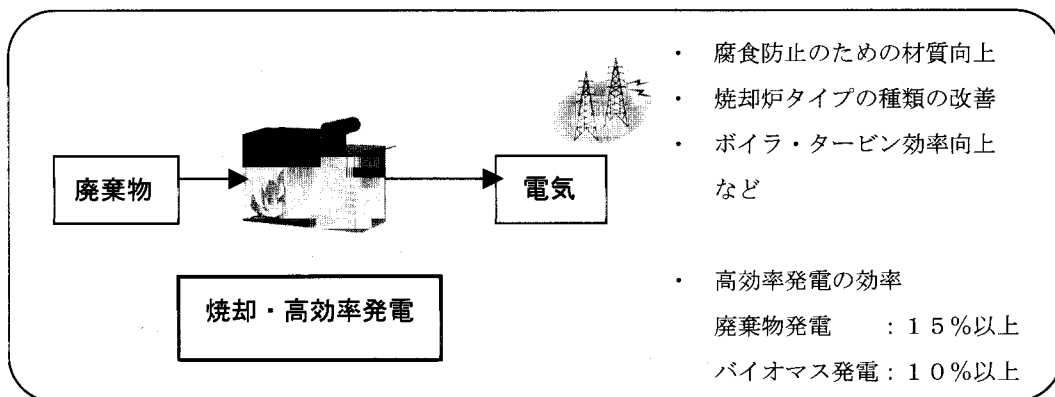 廃棄物
電気
焼却・高効率発電
・ 腐食防止のための材質向上
・ 焼却炉タイプの種類の改善
・ ボイラ・タービン効率向上
など
・ 高効率発電の効率
廃棄物発電　　：１５％以上
バイオマス発電：１０％以上